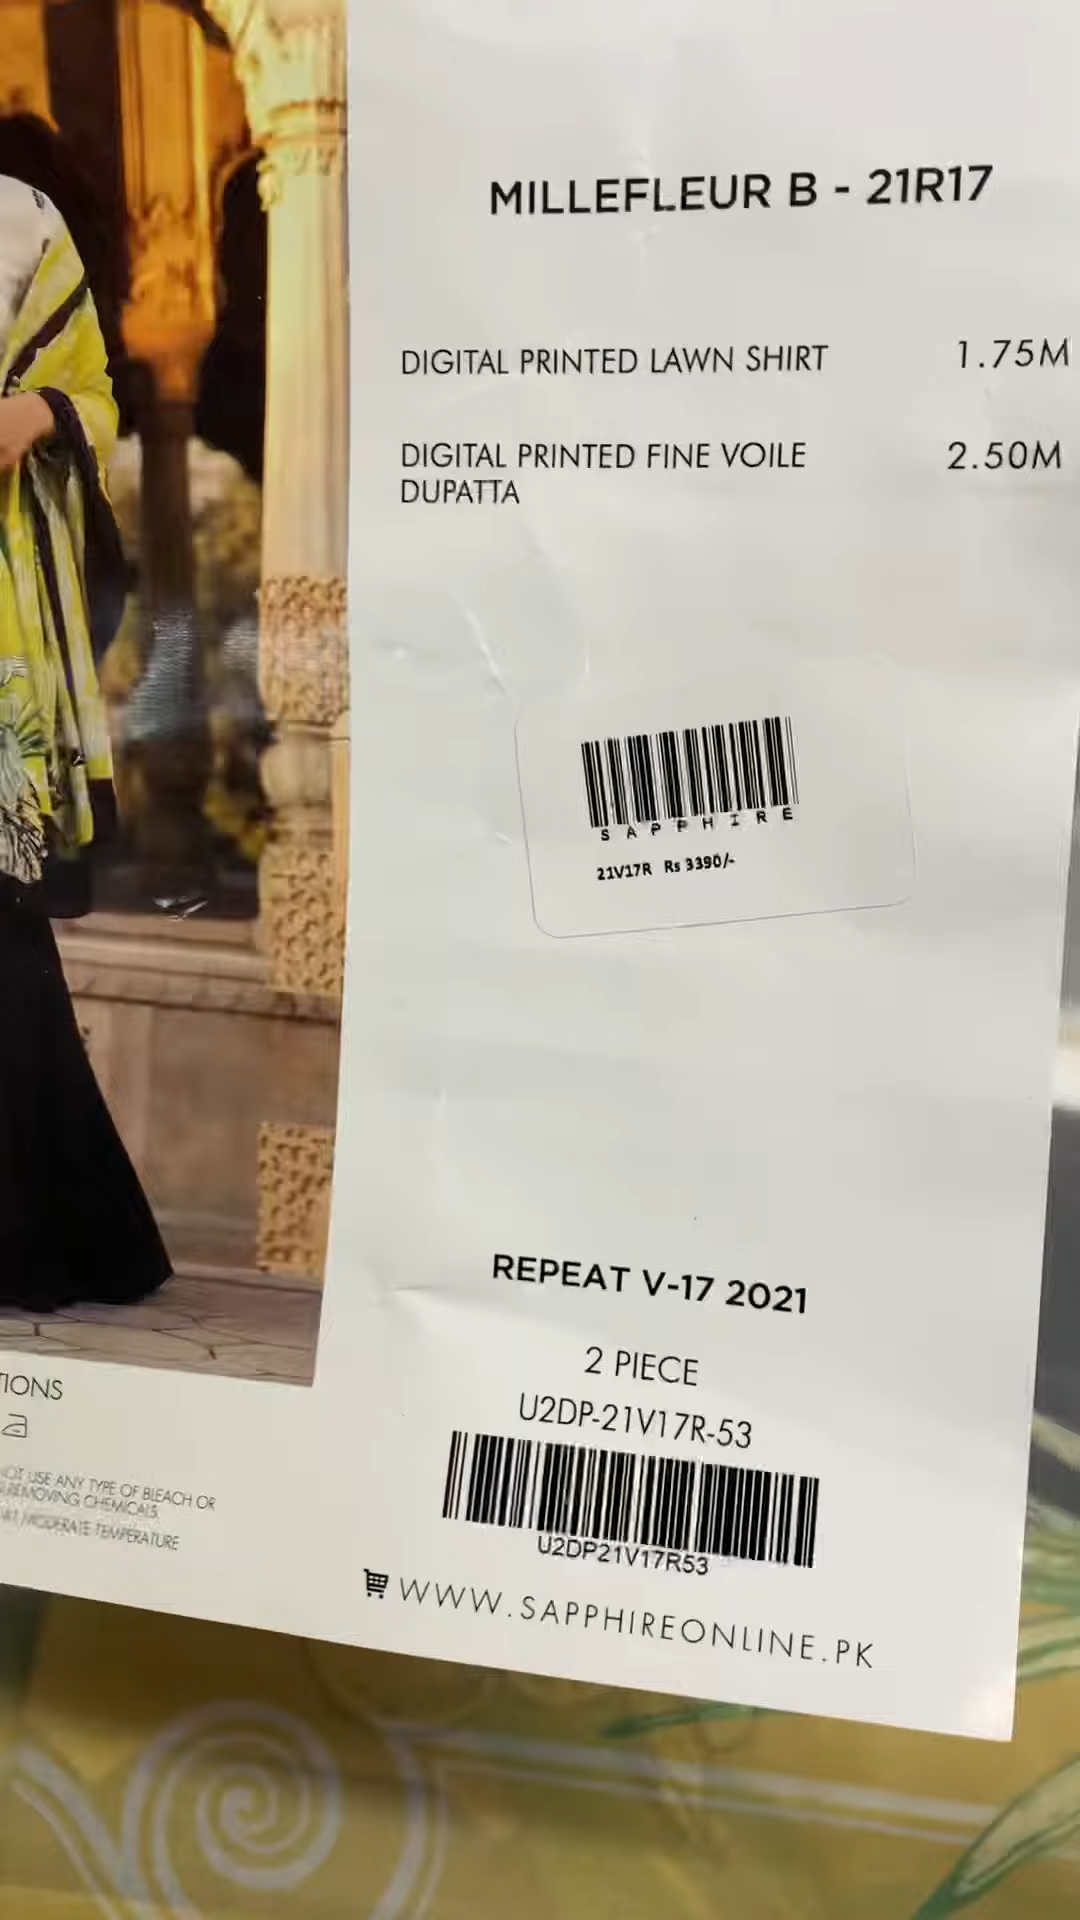 MILLEFLEUR B - 21R17
DIGITAL PRINTED LAWN SHIRT 1.75M
DIGITAL PRINTED FINE VOILE 2.50M
DUPATTA
SAPPHIRE
21V17R Rs 3390/-
REPEAT V-17 2021
2 PIECE
U2DP-21V17R-53
U2DP21V17R53
WWW.SAPPHIREONLINE.PK
TIONS
NOT USE ANY TYPE OF BLEACH OR
REMOVING CHEMICALS
AT MODERATE TEMPERATURE